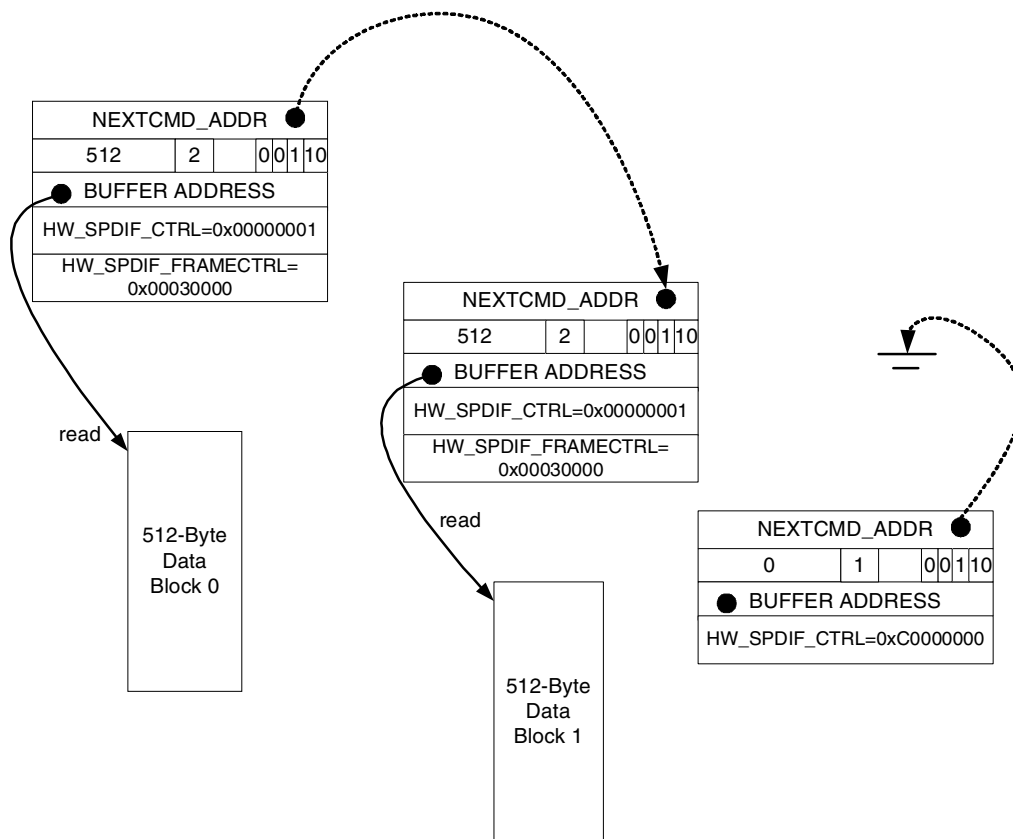 NEXTCMD_ADDR
512 2 0 0 1 10
BUFFER ADDRESS
HW_SPDIF_CTRL=0x00000001
HW_SPDIF_FRAMECTRL=
0x00030000
read
512-Byte
Data
Block 0
NEXTCMD_ADDR
512 2 0 0 1 10
BUFFER ADDRESS
HW_SPDIF_CTRL=0x00000001
HW_SPDIF_FRAMECTRL=
0x00030000
read
512-Byte
Data
Block 1
NEXTCMD_ADDR
0 1 0 0 1 10
BUFFER ADDRESS
HW_SPDIF_CTRL=0xC0000000